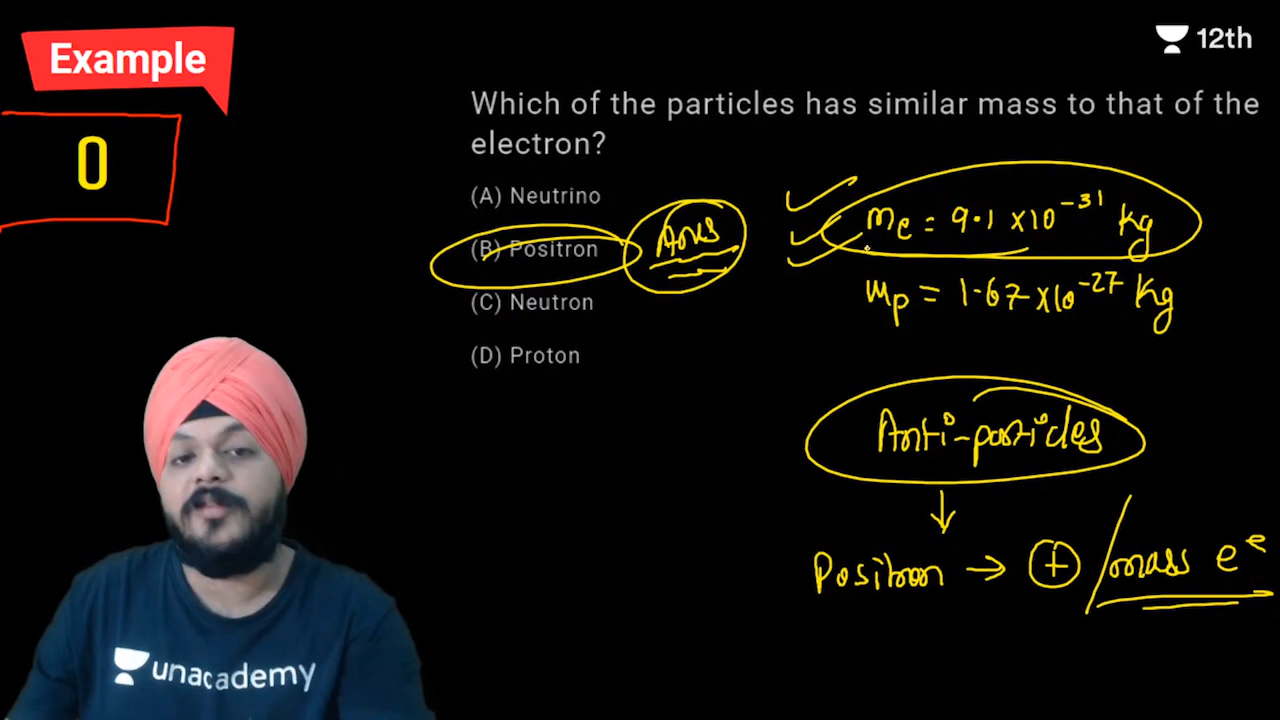 Example
12th
0
Which of the particles has similar mass to that of the
electron?
(A) Neutrino
(B) Positron
Ans
(C) Neutron
(D) Proton
me = 9.1 x10⁻³¹ kg
mp = 1.67 x10⁻²⁷ kg
Anti-particles
Positron → + / mass e e
unacademy